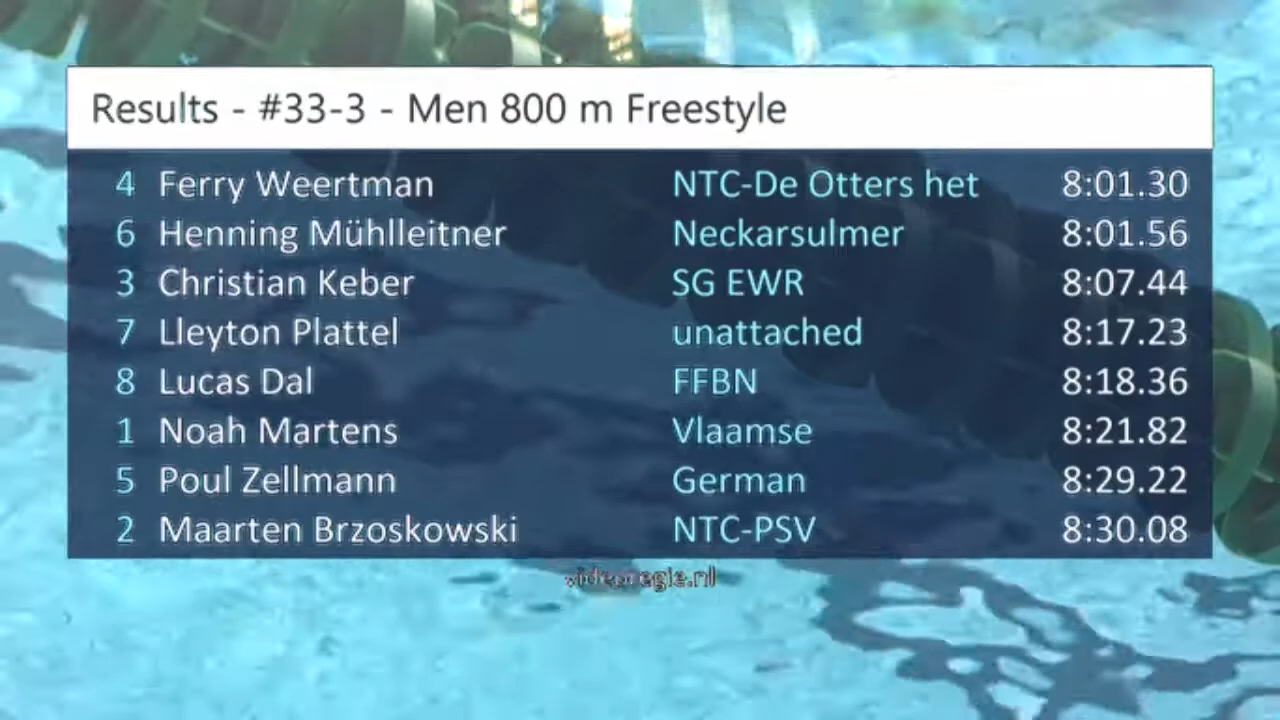 Results - #33-3 - Men 800 m Freestyle
4 Ferry Weertman NTC-De Otters het 8:01.30
6 Henning Mühlleitner Neckarsulmer 8:01.56
3 Christian Keber SG EWR 8:07.44
7 Lleyton Plattel unattached 8:17.23
8 Lucas Dal FFBN 8:18.36
1 Noah Martens Vlaamse 8:21.82
5 Poul Zellmann German 8:29.22
2 Maarten Brzoskowski NTC-PSV 8:30.08
videoregie.nl